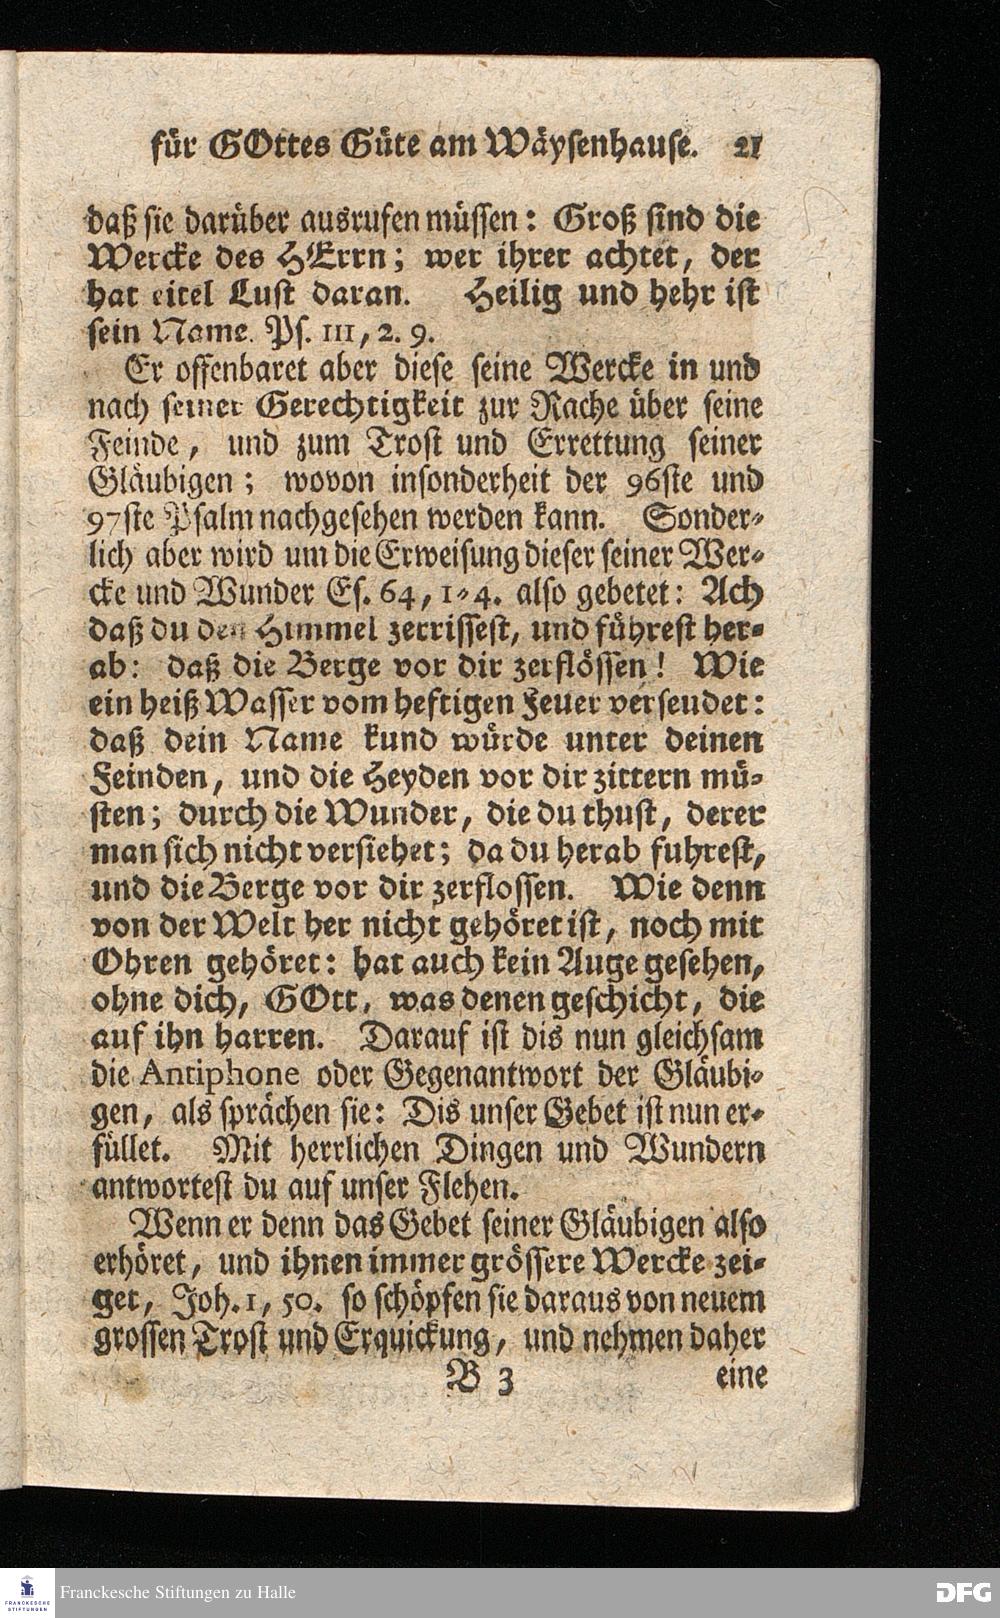 für GOttes Güte am Wäysenhause. 21
daß sie darüber ausrufen müssen: Groß sind die
Wercke des HErrn; wer ihrer achtet, der
hat eitel Lust daran. Heilig und hehr ist
sein Name. Ps. 111, 2. 9.
Er offenbaret aber diese seine Wercke in und
nach seiner Gerechtigkeit zur Rache über seine
Feinde, und zum Trost und Errettung seiner
Gläubigen; wovon insonderheit der 96ste und
97ste Psalm nachgesehen werden kann. Sonder-
lich aber wird um die Erweisung dieser seiner Wer-
cke und Wunder Es. 64, 1-4. also gebetet: Ach
daß du den Himmel zerrissest, und führest her-
ab: daß die Berge vor dir zerflössen! Wie
ein heiß Wasser vom heftigen Feuer verseudet:
daß dein Name kund würde unter deinen
Feinden, und die Heyden vor dir zittern mü-
sten; durch die Wunder, die du thust, derer
man sich nicht versiehet; da du herab fuhrest,
und die Berge vor dir zerflossen. Wie denn
von der Welt her nicht gehöret ist, noch mit
Ohren gehöret: hat auch kein Auge gesehen,
ohne dich, GOtt, was denen geschicht, die
auf ihn harren. Darauf ist dis nun gleichsam
die Antiphone oder Gegenantwort der Gläubi-
gen, als sprächen sie: Dis unser Gebet ist nun er-
füllet. Mit herrlichen Dingen und Wundern
antwortest du auf unser Flehen.
Wenn er denn das Gebet seiner Gläubigen also
erhöret, und ihnen immer grössere Wercke zei-
get, Joh. 1, 50. so schöpfen sie daraus von neuem
grossen Trost und Erquickung, und nehmen daher
B 3 eine
FRANCKESCHE STIFTUNGEN
Franckesche Stiftungen zu Halle
DFG